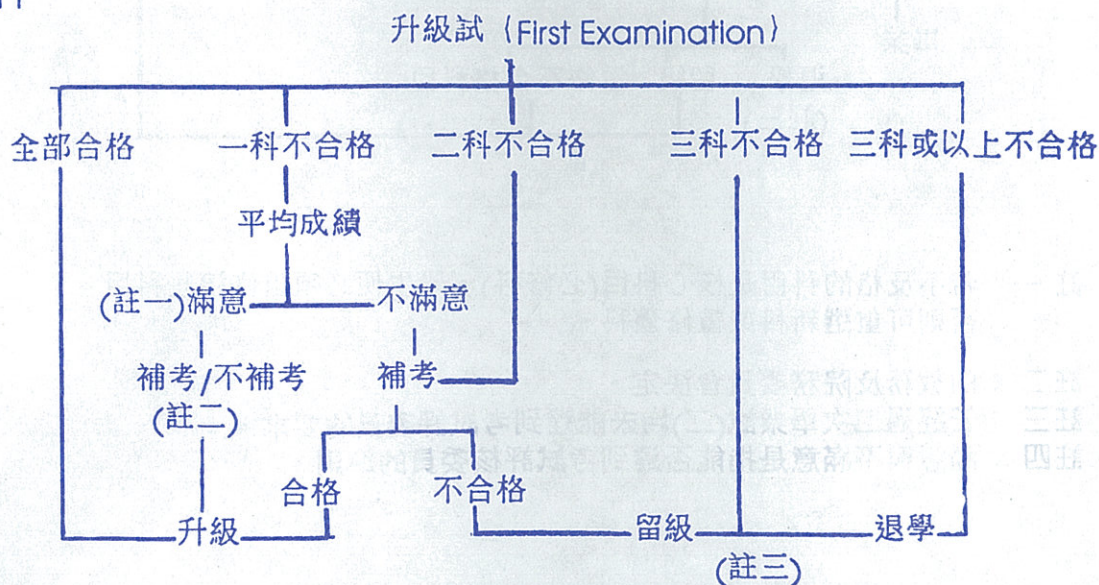 升級試 (First Examination)
全部合格 一科不合格 二科不合格 三科不合格 三科或以上不合格
平均成績
(註一)滿意 不滿意
補考/不補考 補考
(註二)
合格 不合格
升級 留級 退學
(註三)